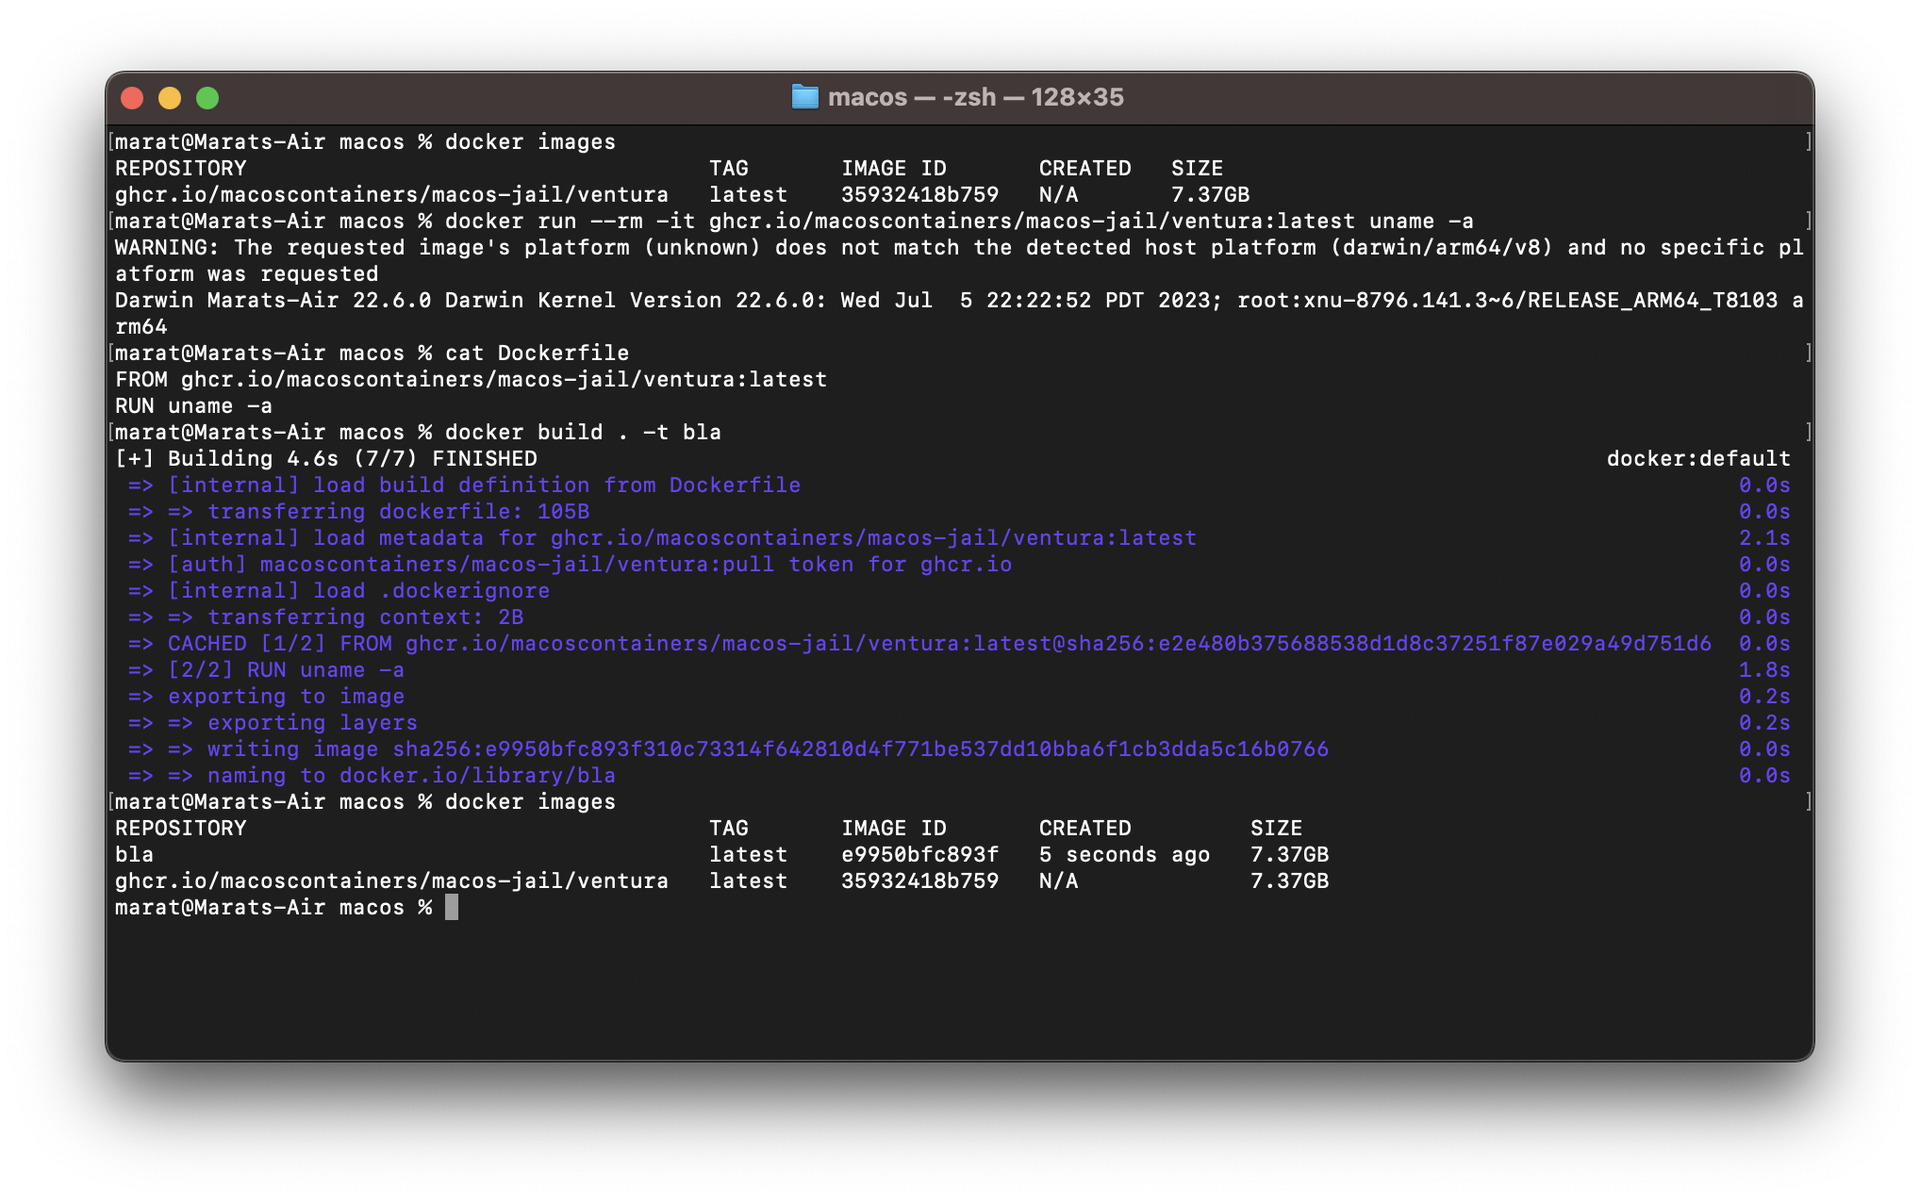 macos — -zsh — 128×35
[marat@Marats-Air macos % docker images ]
REPOSITORY TAG IMAGE ID CREATED SIZE
ghcr.io/macoscontainers/macos-jail/ventura latest 35932418b759 N/A 7.37GB
[marat@Marats-Air macos % docker run --rm -it ghcr.io/macoscontainers/macos-jail/ventura:latest uname -a ]
WARNING: The requested image's platform (unknown) does not match the detected host platform (darwin/arm64/v8) and no specific pl
atform was requested
Darwin Marats-Air 22.6.0 Darwin Kernel Version 22.6.0: Wed Jul  5 22:22:52 PDT 2023; root:xnu-8796.141.3~6/RELEASE_ARM64_T8103 a
rm64
[marat@Marats-Air macos % cat Dockerfile ]
FROM ghcr.io/macoscontainers/macos-jail/ventura:latest
RUN uname -a
[marat@Marats-Air macos % docker build . -t bla ]
[+] Building 4.6s (7/7) FINISHED docker:default
=> [internal] load build definition from Dockerfile 0.0s
=> => transferring dockerfile: 105B 0.0s
=> [internal] load metadata for ghcr.io/macoscontainers/macos-jail/ventura:latest 2.1s
=> [auth] macoscontainers/macos-jail/ventura:pull token for ghcr.io 0.0s
=> [internal] load .dockerignore 0.0s
=> => transferring context: 2B 0.0s
=> CACHED [1/2] FROM ghcr.io/macoscontainers/macos-jail/ventura:latest@sha256:e2e480b375688538d1d8c37251f87e029a49d751d6 0.0s
=> [2/2] RUN uname -a 1.8s
=> exporting to image 0.2s
=> => exporting layers 0.2s
=> => writing image sha256:e9950bfc893f310c73314f642810d4f771be537dd10bba6f1cb3dda5c16b0766 0.0s
=> => naming to docker.io/library/bla 0.0s
[marat@Marats-Air macos % docker images ]
REPOSITORY TAG IMAGE ID CREATED SIZE
bla latest e9950bfc893f 5 seconds ago 7.37GB
ghcr.io/macoscontainers/macos-jail/ventura latest 35932418b759 N/A 7.37GB
marat@Marats-Air macos %